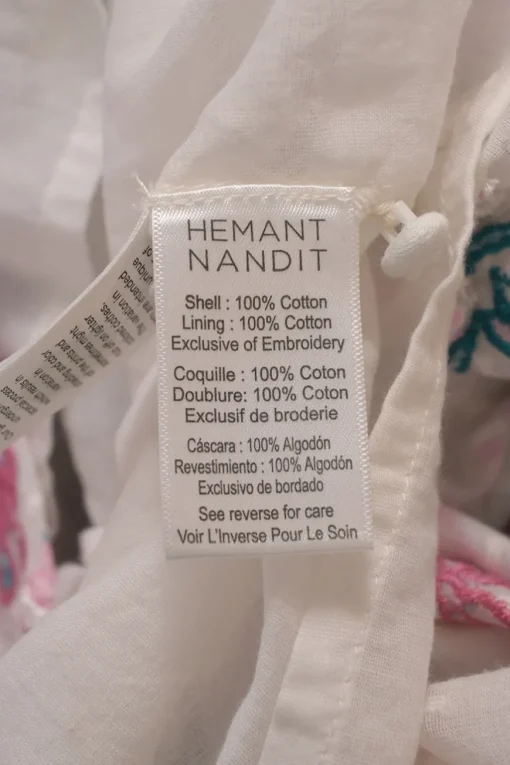 HEMANT
NANDIT
Shell : 100% Cotton
Lining : 100% Cotton
Exclusive of Embroidery
Coquille : 100% Coton
Doublure: 100% Coton
Exclusif de broderie
Cáscara : 100% Algodón
Revestimiento : 100% Algodón
Exclusivo de bordado
See reverse for care
Voir L'Inverse Pour Le Soin